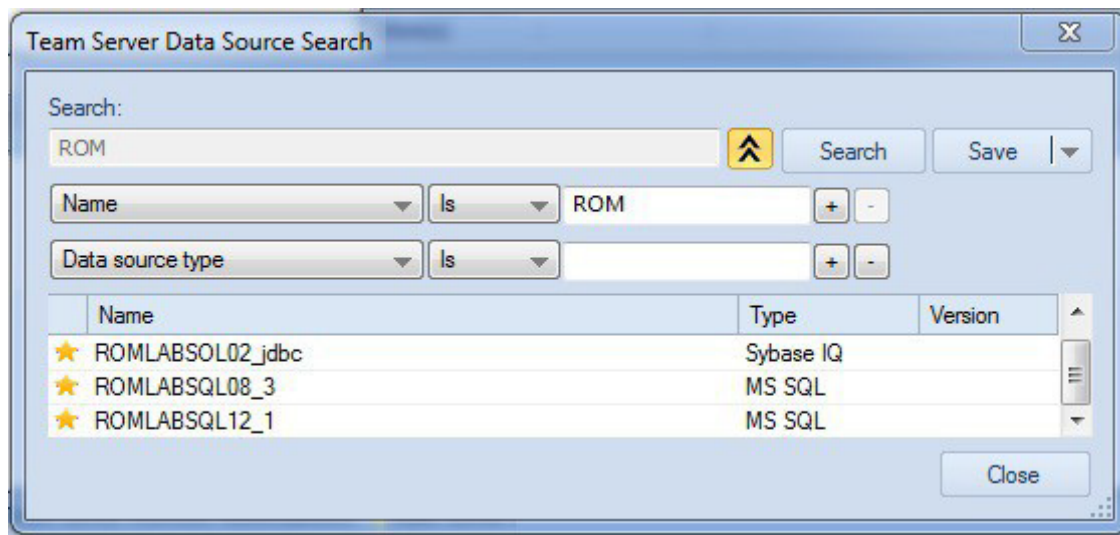 Team Server Data Source Search
Search:
ROM Search Save
Name Is ROM + -
Data source type Is + -
Name Type Version
ROMLABSOL02_jdbc Sybase IQ
ROMLABSQL08_3 MS SQL
ROMLABSQL12_1 MS SQL
Close